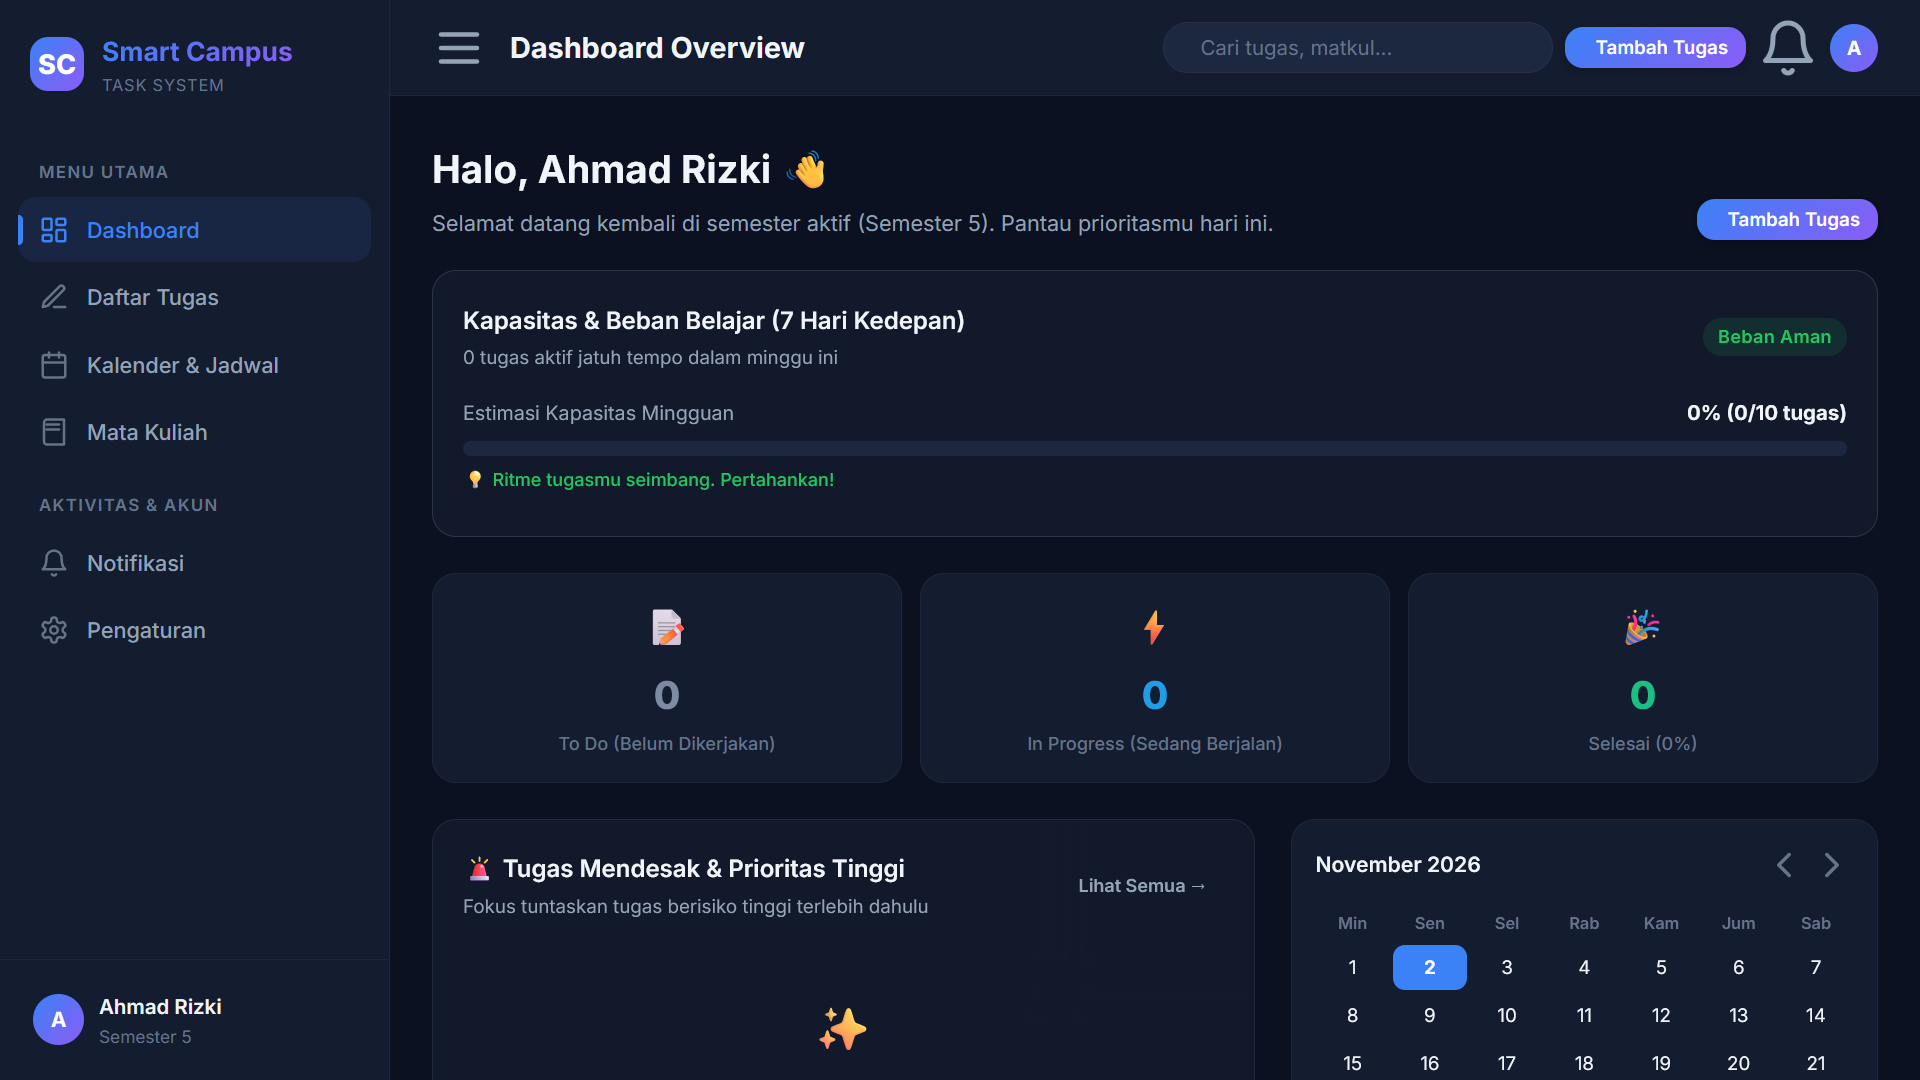 SC
Smart Campus
TASK SYSTEM
MENU UTAMA
Dashboard
Daftar Tugas
Kalender & Jadwal
Mata Kuliah
AKTIVITAS & AKUN
Notifikasi
Pengaturan
A
Ahmad Rizki
Semester 5
Dashboard Overview
Cari tugas, matkul...
Tambah Tugas
A
Halo, Ahmad Rizki 👋
Selamat datang kembali di semester aktif (Semester 5). Pantau prioritasmu hari ini.
Tambah Tugas
Kapasitas & Beban Belajar (7 Hari Kedepan)
0 tugas aktif jatuh tempo dalam minggu ini
Beban Aman
Estimasi Kapasitas Mingguan
0% (0/10 tugas)
💡 Ritme tugasmu seimbang. Pertahankan!
0
To Do (Belum Dikerjakan)
0
In Progress (Sedang Berjalan)
0
Selesai (0%)
🚨 Tugas Mendesak & Prioritas Tinggi
Fokus tuntaskan tugas berisiko tinggi terlebih dahulu
Lihat Semua →
November 2026
Min Sen Sel Rab Kam Jum Sab
1 2 3 4 5 6 7
8 9 10 11 12 13 14
15 16 17 18 19 20 21